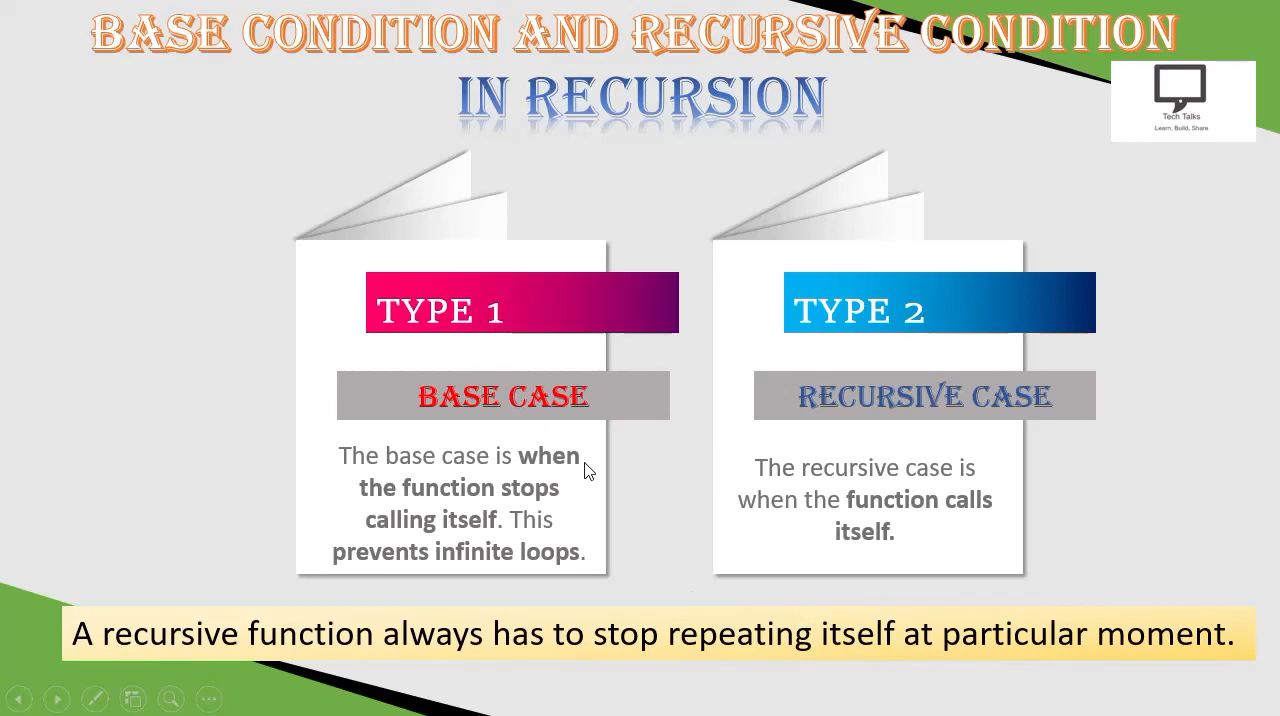 BASE CONDITION AND RECURSIVE CONDITION
IN RECURSION
Tech Talks
Learn, Build, Share
TYPE 1
BASE CASE
The base case is when
the function stops
calling itself. This
prevents infinite loops.
TYPE 2
RECURSIVE CASE
The recursive case is
when the function calls
itself.
A recursive function always has to stop repeating itself at particular moment.